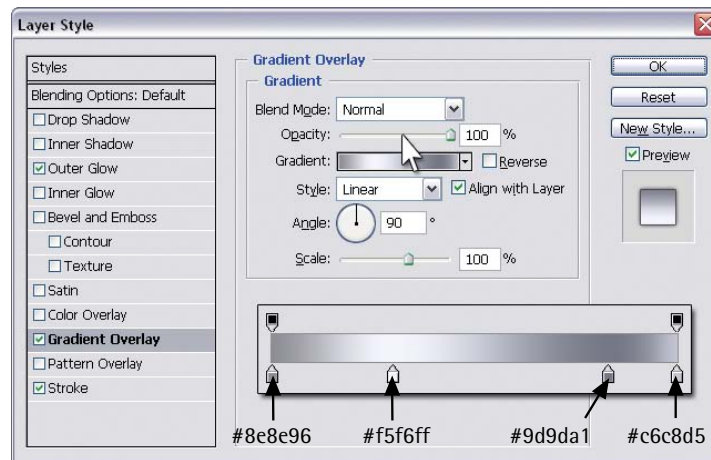 Layer Style
Styles
Blending Options: Default
Drop Shadow
Inner Shadow
Outer Glow
Inner Glow
Bevel and Emboss
Contour
Texture
Satin
Color Overlay
Gradient Overlay
Pattern Overlay
Stroke
Gradient Overlay
Gradient
Blend Mode: Normal
Opacity: 100 %
Gradient: Reverse
Style: Linear Align with Layer
Angle: 90 °
Scale: 100 %
OK
Reset
New Style...
Preview
#8e8e96 #f5f6ff #9d9da1 #c6c8d5